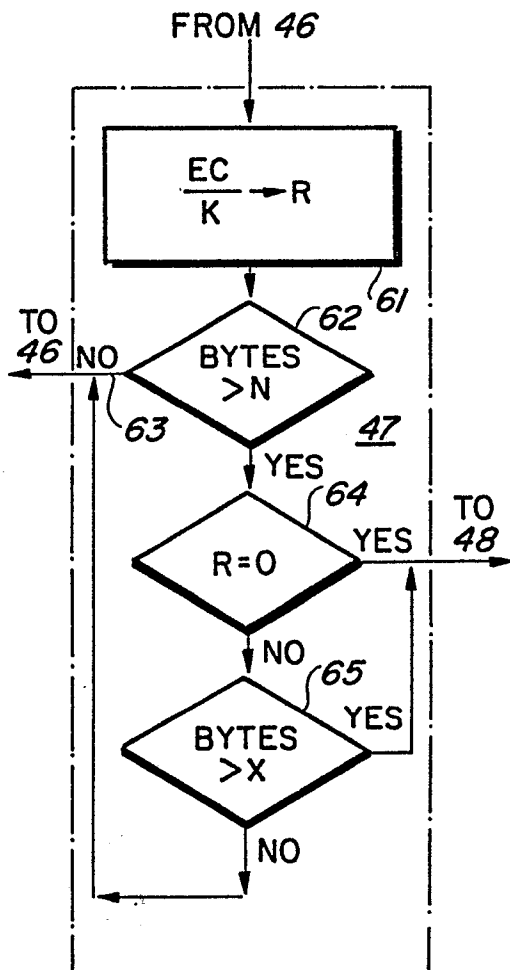 FROM 46
EC
K
→ R
61
62
TO
46
NO
BYTES
>N
63
47
YES
64
R=0
YES
TO
48
NO
65
BYTES
>X
YES
NO